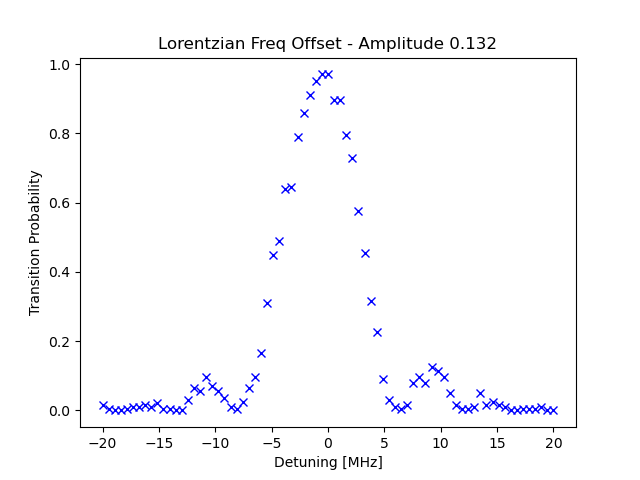 Lorentzian Freq Offset - Amplitude 0.132
1.0
0.8
0.6
0.4
0.2
0.0
Transition Probability
−20 −15 −10 −5 0 5 10 15 20
Detuning [MHz]